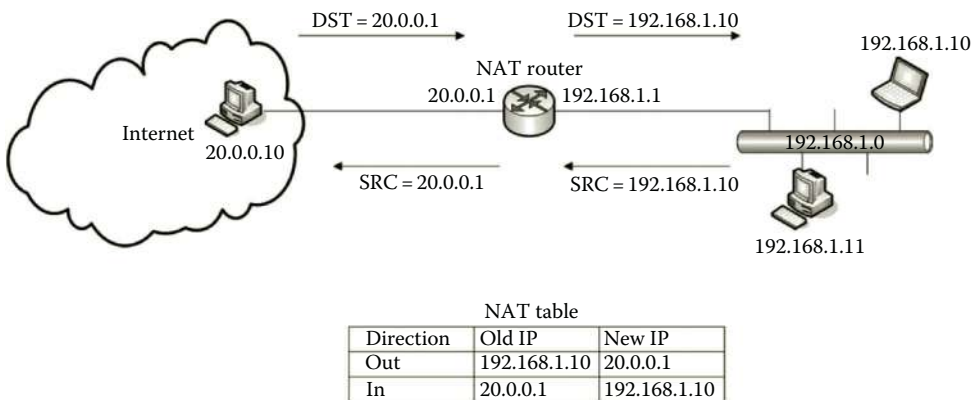 DST = 20.0.0.1
DST = 192.168.1.10
192.168.1.10
NAT router
20.0.0.1
192.168.1.1
Internet
20.0.0.10
192.168.1.0
SRC = 20.0.0.1
SRC = 192.168.1.10
192.168.1.11
NAT table
Direction Old IP New IP
Out 192.168.1.10 20.0.0.1
In 20.0.0.1 192.168.1.10